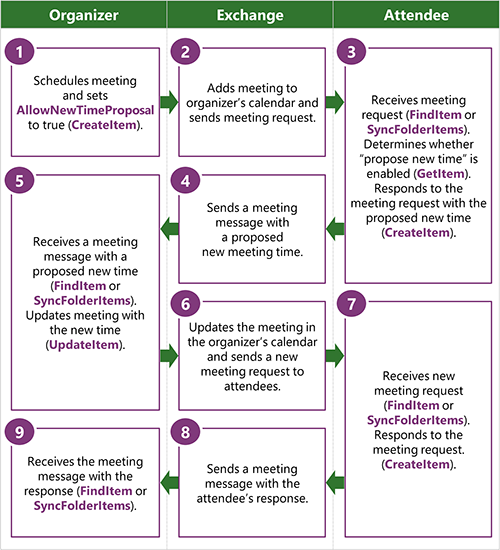 Organizer
Exchange
Attendee
1
Schedules meeting
and sets
AllowNewTimeProposal
to true (CreateItem).
2
Adds meeting to
organizer's calendar and
sends meeting request.
3
Receives meeting
request (FindItem or
SyncFolderItems).
Determines whether
"propose new time" is
enabled (GetItem).
Responds to the
meeting request with the
proposed new time
(CreateItem).
4
Sends a meeting
message with
a proposed
new meeting time.
5
Receives a meeting
message with a
proposed new time
(FindItem or
SyncFolderItems).
Updates meeting with
the new time
(UpdateItem).
6
Updates the meeting in
the organizer's calendar
and sends a new
meeting request to
attendees.
7
Receives new
meeting request
(FindItem or
SyncFolderItems).
Responds to the
meeting request.
(CreateItem).
8
Sends a meeting
message with the
attendee's response.
9
Receives the meeting
message with the
response (FindItem or
SyncFolderItems).